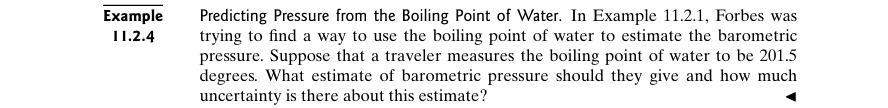 Example Predicting Pressure from the Boiling Point of Water. In Example 11.2.1, Forbes was
11.2.4 trying to find a way to use the boiling point of water to estimate the barometric
pressure. Suppose that a traveler measures the boiling point of water to be 201.5
degrees. What estimate of barometric pressure should they give and how much
uncertainty is there about this estimate? ◀